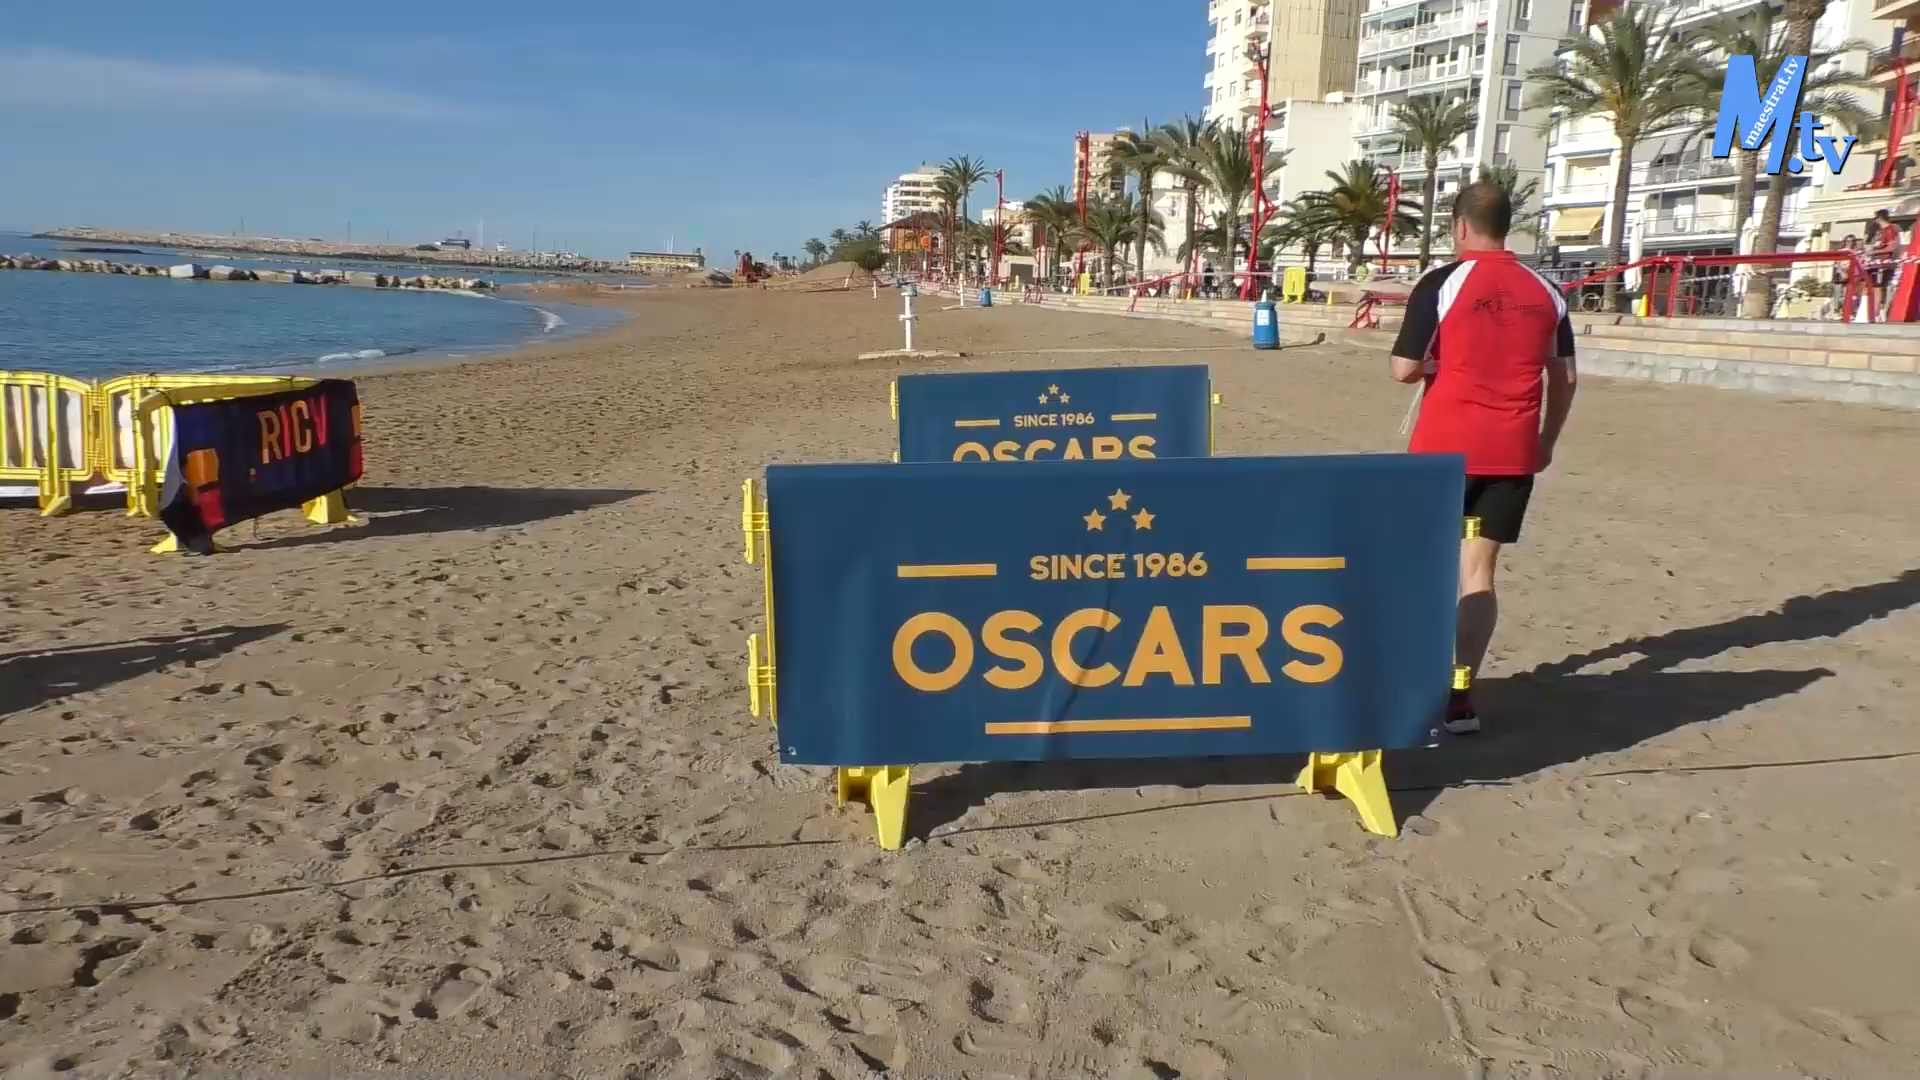 maestrat.tv
M.tv
SINCE 1986
OSCARS
RICV
SINCE 1986
OSCARS